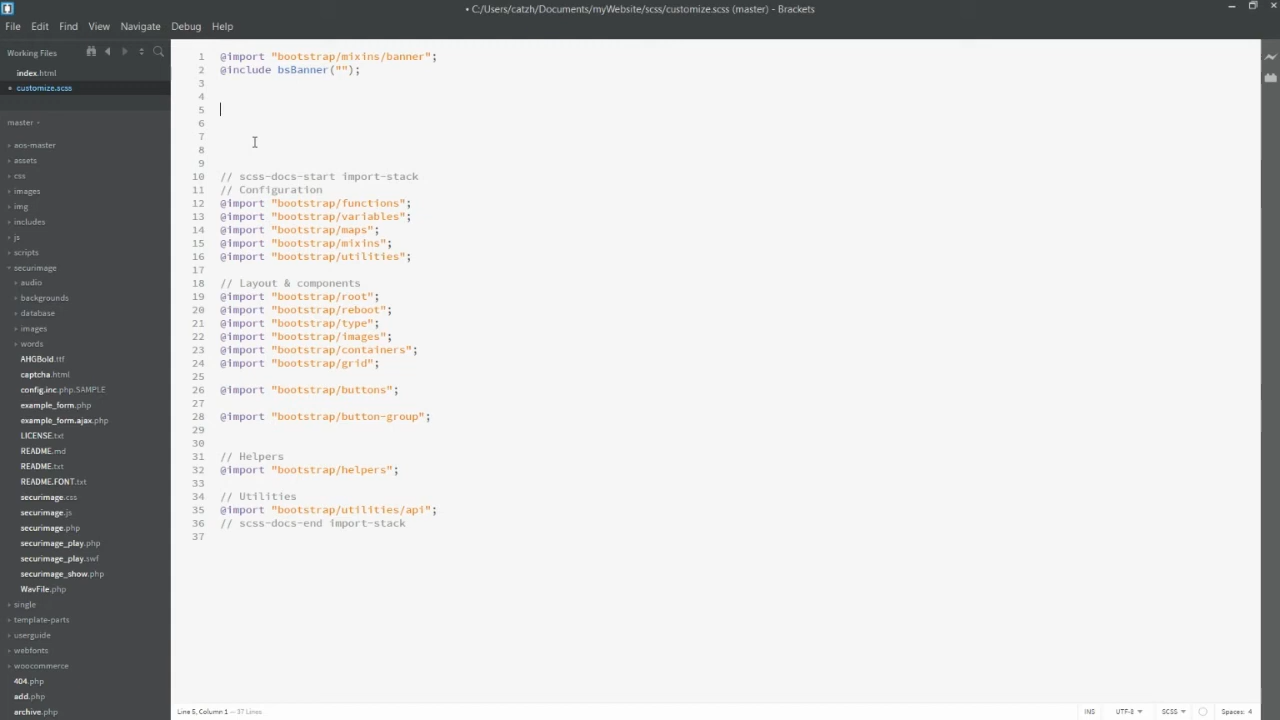 • C:/Users/catzh/Documents/myWebsite/scss/customize.scss (master) - Brackets
File Edit Find View Navigate Debug Help
Working Files
index.html
customize.scss
master
aos-master
assets
css
images
img
includes
js
scripts
securimage
audio
backgrounds
database
images
words
AHGBold.ttf
captcha.html
config.inc.php.SAMPLE
example_form.php
example_form.ajax.php
LICENSE.txt
README.md
README.txt
README.FONT.txt
securimage.css
securimage.js
securimage.php
securimage_play.php
securimage_play.swf
securimage_show.php
WavFile.php
single
template-parts
userguide
webfonts
woocommerce
404.php
add.php
archive.php
1 @import "bootstrap/mixins/banner";
2 @include bsBanner("");
3
4
5
6
7
8
9
10 // scss-docs-start import-stack
11 // Configuration
12 @import "bootstrap/functions";
13 @import "bootstrap/variables";
14 @import "bootstrap/maps";
15 @import "bootstrap/mixins";
16 @import "bootstrap/utilities";
17
18 // Layout & components
19 @import "bootstrap/root";
20 @import "bootstrap/reboot";
21 @import "bootstrap/type";
22 @import "bootstrap/images";
23 @import "bootstrap/containers";
24 @import "bootstrap/grid";
25
26 @import "bootstrap/buttons";
27
28 @import "bootstrap/button-group";
29
30
31 // Helpers
32 @import "bootstrap/helpers";
33
34 // Utilities
35 @import "bootstrap/utilities/api";
36 // scss-docs-end import-stack
37
Line 5, Column 1 — 37 Lines
INS UTF-8 SCSS Spaces: 4